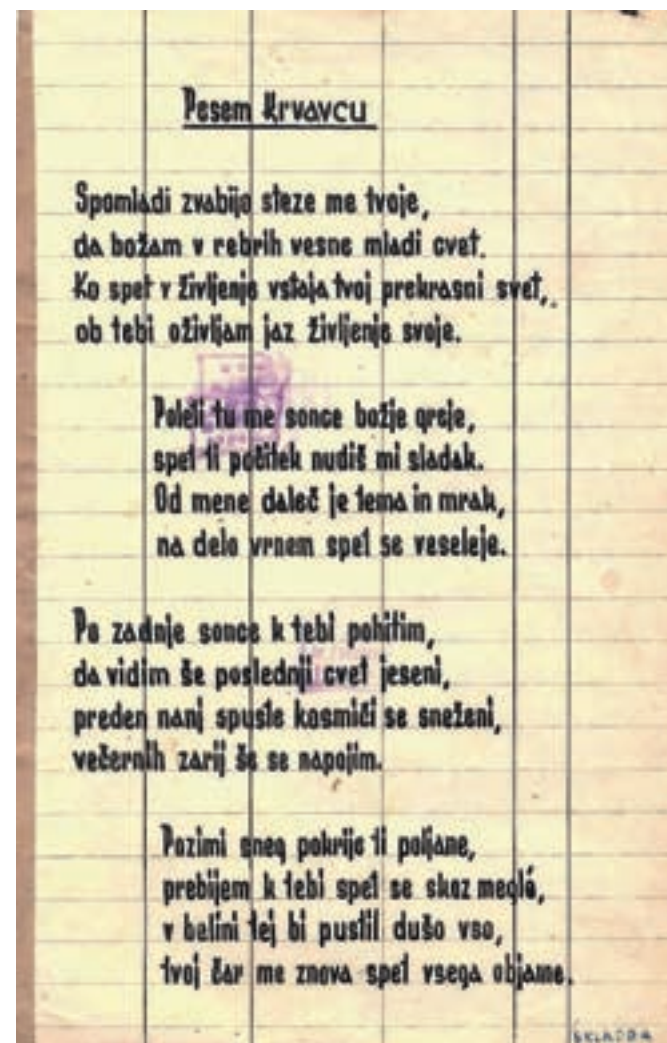 Pesem Krvavcu
Spomladi zvabijo steze me tvoje,
da božam v rebrih vesne mladi cvet.
Ko spet v življenje vstaja tvoj prekrasni svet,
ob tebi oživljam jaz življenje svoje.
Poleti tu me sonce božje greje,
spet ti počitek nudiš mi sladak.
Od mene daleč je tema in mrak,
na delo vrnem spet se veseleje.
Po zadnje sonce k tebi pohitim,
da vidim še poslednji cvet jeseni,
preden nanj spuste kosmiči se sneženi,
večernih zarij še se napojim.
Pozimi sneg pokrije ti poljane,
prebijem k tebi spet se skoz megló,
v belini tej bi pustil dušo vso,
tvoj čar me znova spet vsega objame.